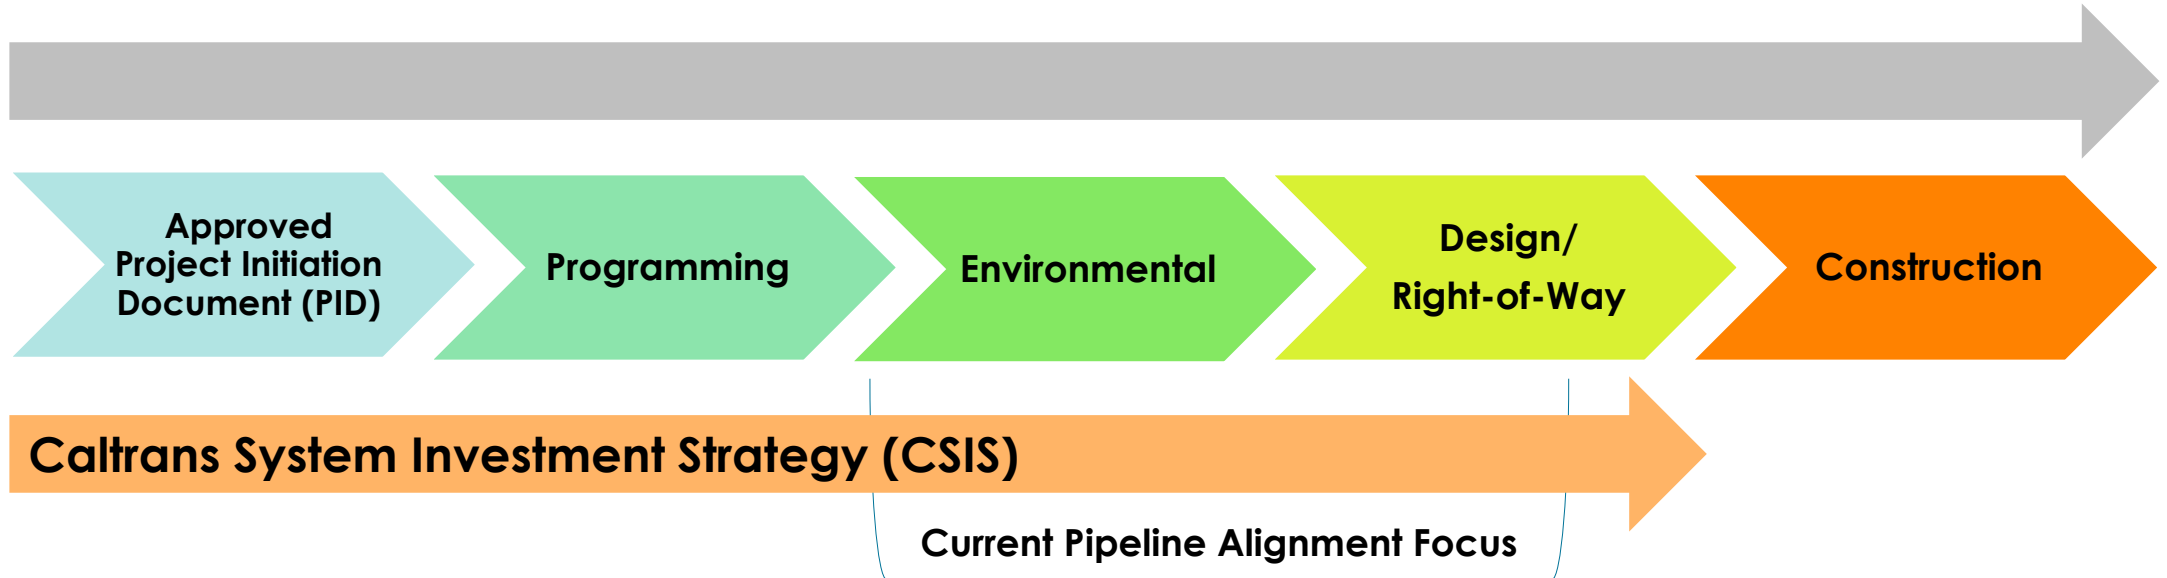 Approved
Project Initiation
Document (PID)
Programming
Environmental
Design/
Right-of-Way
Construction
Caltrans System Investment Strategy (CSIS)
Current Pipeline Alignment Focus